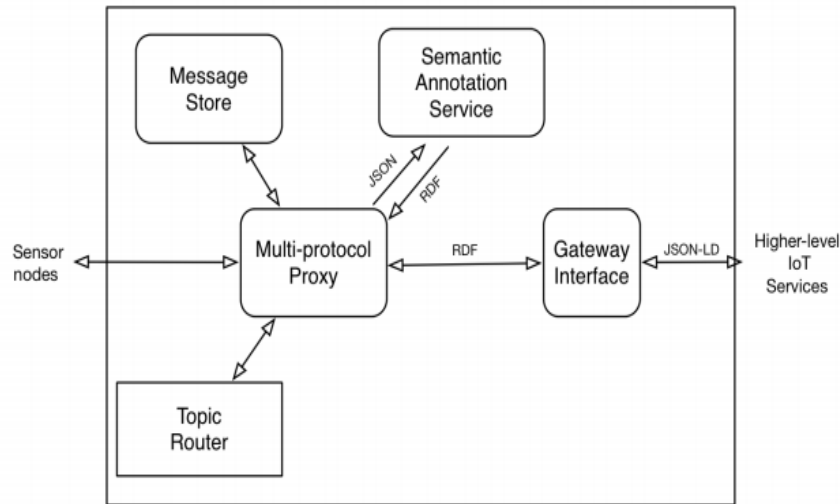 Message
Store
Semantic
Annotation
Service
JSON
RDF
Sensor
nodes
Multi-protocol
Proxy
RDF
Gateway
Interface
JSON-LD
Higher-level
IoT
Services
Topic
Router